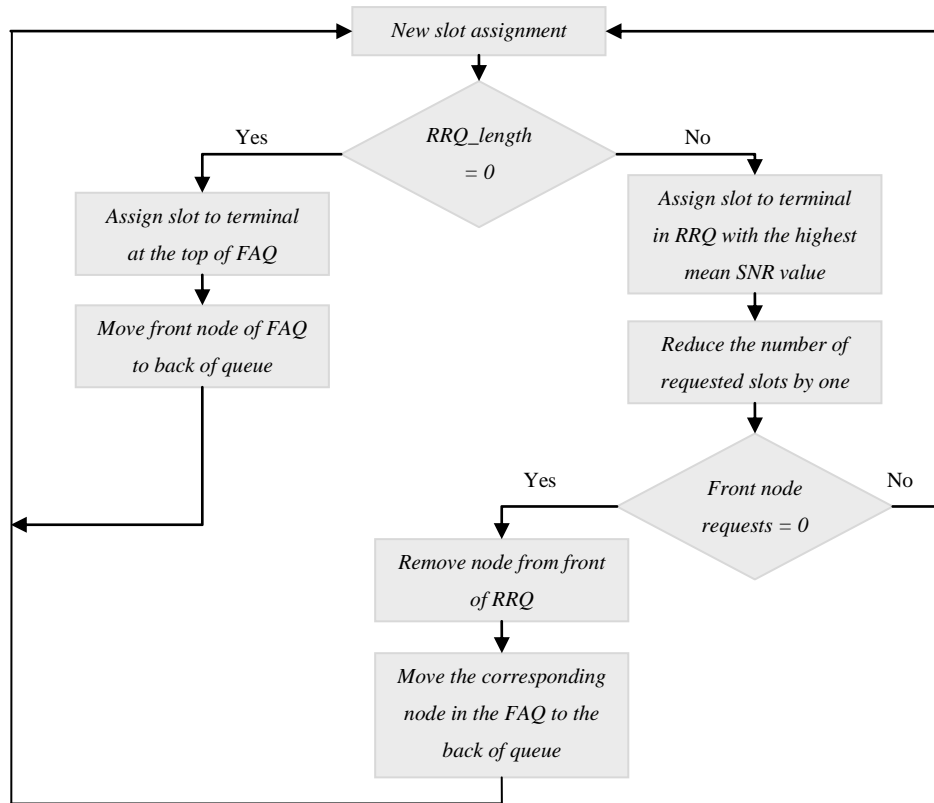 New slot assignment
RRQ_length
= 0
Yes
No
Assign slot to terminal
at the top of FAQ
Move front node of FAQ
to back of queue
Assign slot to terminal
in RRQ with the highest
mean SNR value
Reduce the number of
requested slots by one
Front node
requests = 0
Yes
No
Remove node from front
of RRQ
Move the corresponding
node in the FAQ to the
back of queue